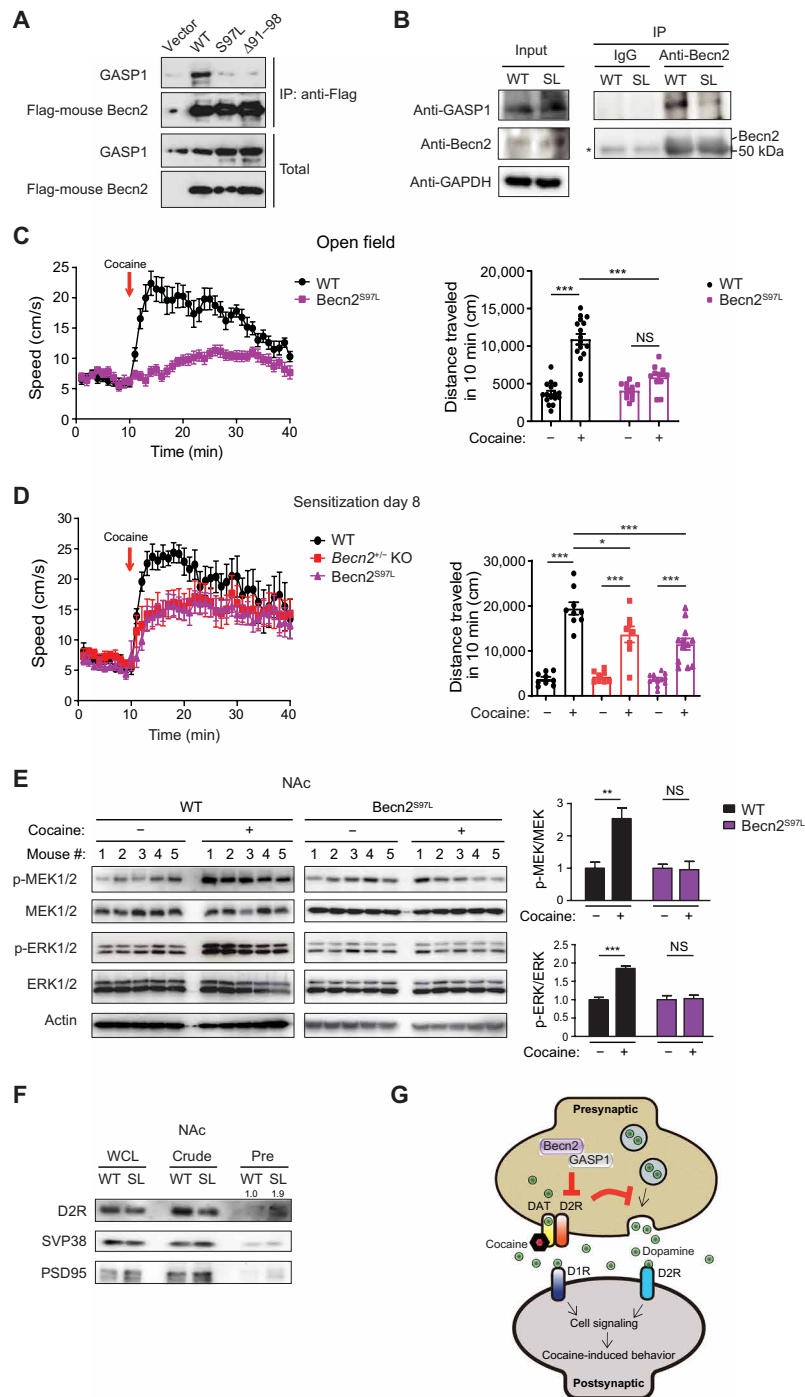 A
Vector
WT
S97L
Δ91–98
GASP1
Flag-mouse Becn2
IP: anti-Flag
GASP1
Flag-mouse Becn2
Total
B
IP
Input
IgG
Anti-Becn2
WT SL
WT SL
WT SL
Anti-GASP1
Anti-Becn2
Anti-GAPDH
*
Becn2
50 kDa
C
Open field
Cocaine
Speed (cm/s)
25
20
15
10
5
0
0 10 20 30 40
Time (min)
WT
Becn2S97L
Distance traveled
in 10 min (cm)
20,000
15,000
10,000
5000
0
***
***
NS
Cocaine: – + – +
WT
Becn2S97L
D
Sensitization day 8
Cocaine
Speed (cm/s)
30
25
20
15
10
5
0
0 10 20 30 40
Time (min)
WT
Becn2+/– KO
Becn2S97L
Distance traveled
in 10 min (cm)
30,000
20,000
10,000
0
***
*
***
***
***
Cocaine: – + – + – +
E
NAc
WT
Becn2S97L
Cocaine: – + – +
Mouse #: 1 2 3 4 5 1 2 3 4 5 1 2 3 4 5 1 2 3 4 5
p-MEK1/2
MEK1/2
p-ERK1/2
ERK1/2
Actin
p-MEK/MEK
3
2
1
0
**
NS
– + – +
WT
Becn2S97L
p-ERK/ERK
2.0
1.5
1.0
0.5
0
***
NS
Cocaine: – + – +
F
NAc
WCL Crude Pre
WT SL WT SL WT SL
1.0 1.9
D2R
SVP38
PSD95
G
Presynaptic
Becn2
GASP1
DAT D2R
Cocaine
Dopamine
D1R
D2R
Cell signaling
Cocaine-induced behavior
Postsynaptic